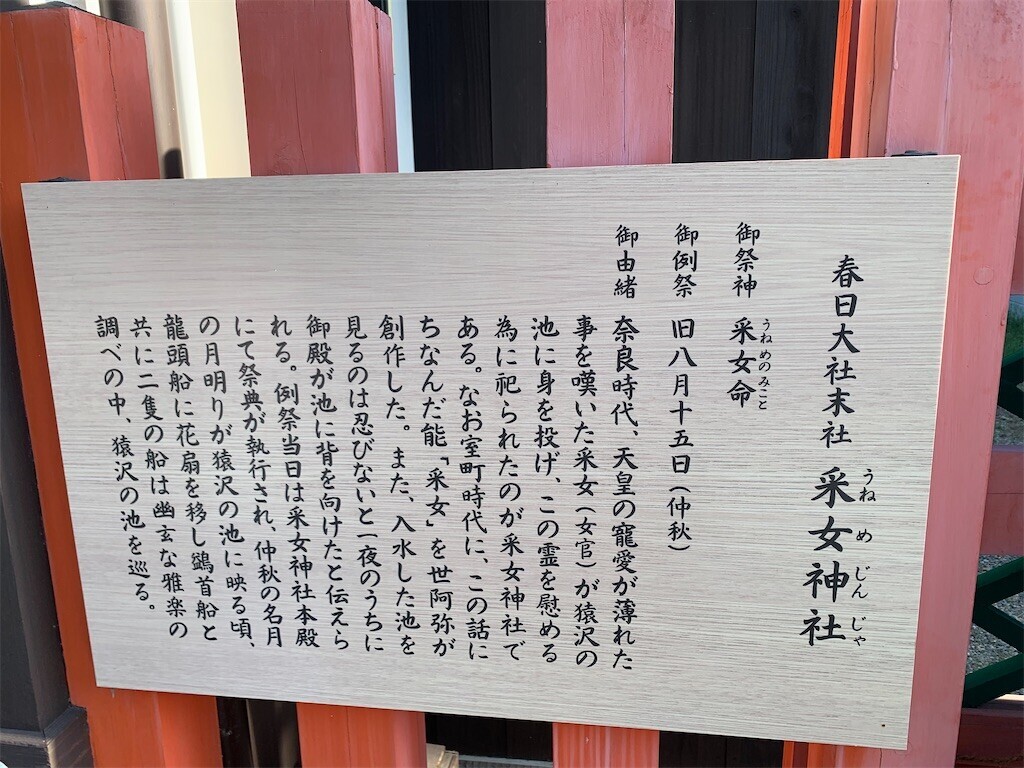 春日大社末社 采女神社
うねめじんじゃ
御祭神 采女命
うねめのみこと
御例祭 旧八月十五日(仲秋)
御由緒 奈良時代、天皇の寵愛が薄れた
事を嘆いた采女(女官)が猿沢の
池に身を投げ、この霊を慰める
為に祀られたのが采女神社で
ある。なお室町時代に、この話に
ちなんだ能「采女」を世阿弥が
創作した。また、入水した池を
見るのは忍びないと一夜のうちに
御殿が池に背を向けたと伝えら
れる。例祭当日は采女神社本殿
にて祭典が執行され、仲秋の名月
の月明りが猿沢の池に映る頃、
龍頭船に花扇を移し鷁首船と
共に二隻の船は幽玄な雅楽の
調べの中、猿沢の池を巡る。